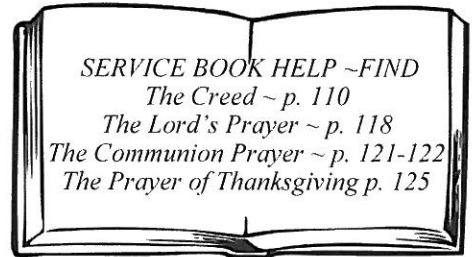 SERVICE BOOK HELP ~FIND
The Creed ~ p. 110
The Lord's Prayer ~ p. 118
The Communion Prayer ~ p. 121-122
The Prayer of Thanksgiving p. 125